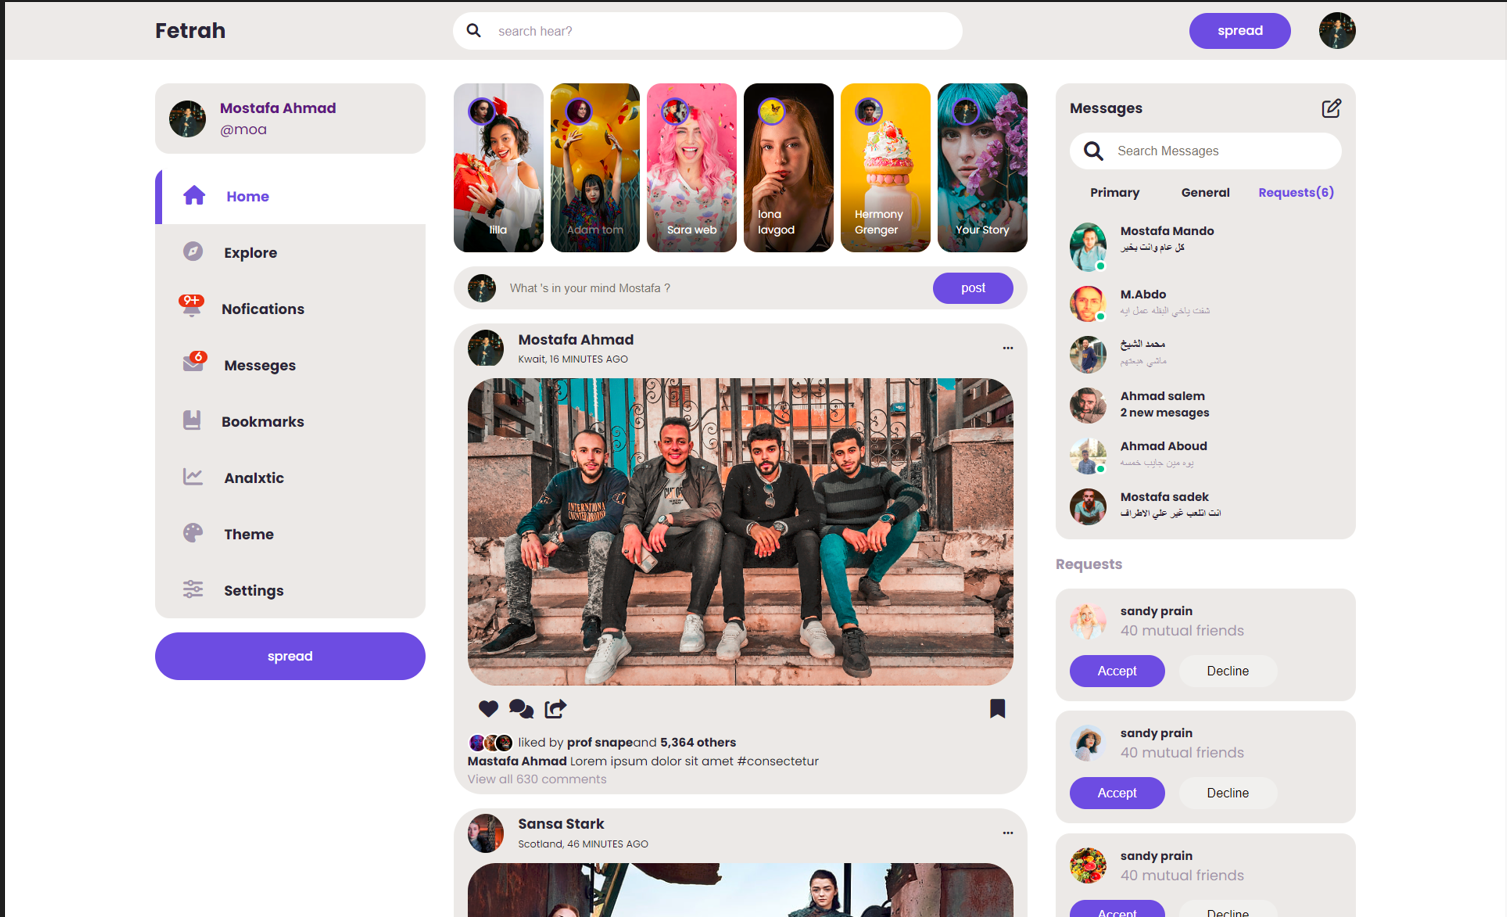 Fetrah
search hear?
spread
Mostafa Ahmad
@moa
Home
Explore
9+
Nofications
6
Messeges
Bookmarks
Analxtic
Theme
Settings
spread
lilla
Adam tom
Sara web
lona
lavgod
Hermony
Grenger
Your Story
What 's in your mind Mostafa ?
post
Mostafa Ahmad
Kwait, 16 MINUTES AGO
INTERNATIONAL
liked by prof snapeand 5,364 others
Mastafa Ahmad Lorem ipsum dolor sit amet #consectetur
View all 630 comments
Sansa Stark
Scotland, 46 MINUTES AGO
Messages
Search Messages
Primary
General
Requests(6)
Mostafa Mando
كل عام وانت بخير
M.Abdo
شفت ياخي البقله عمل ايه
محمد الشيخ
ماشي هبعتهم
Ahmad salem
2 new mesages
Ahmad Aboud
يوه مين جايب خمسه
Mostafa sadek
انت اتلعب غير علي الاطراف
Requests
sandy prain
40 mutual friends
Accept
Decline
sandy prain
40 mutual friends
Accept
Decline
sandy prain
40 mutual friends
Accept
Decline